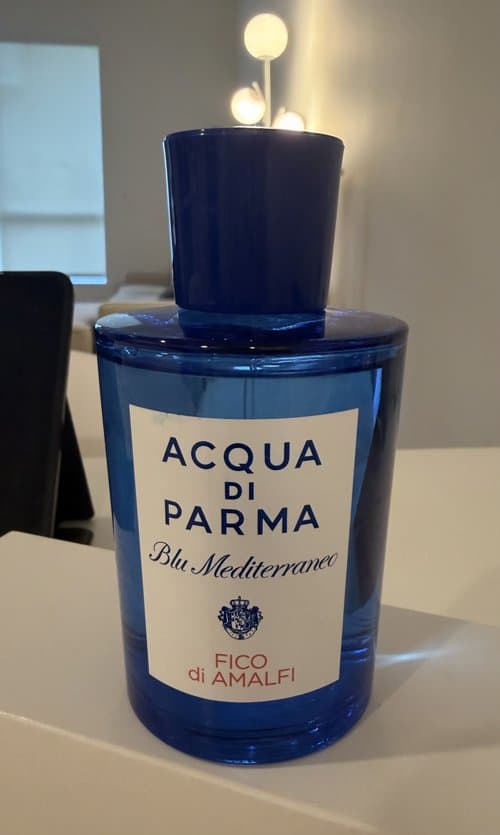 ACQUA
DI
PARMA
Blu Mediterraneo
FICO
di AMALFI